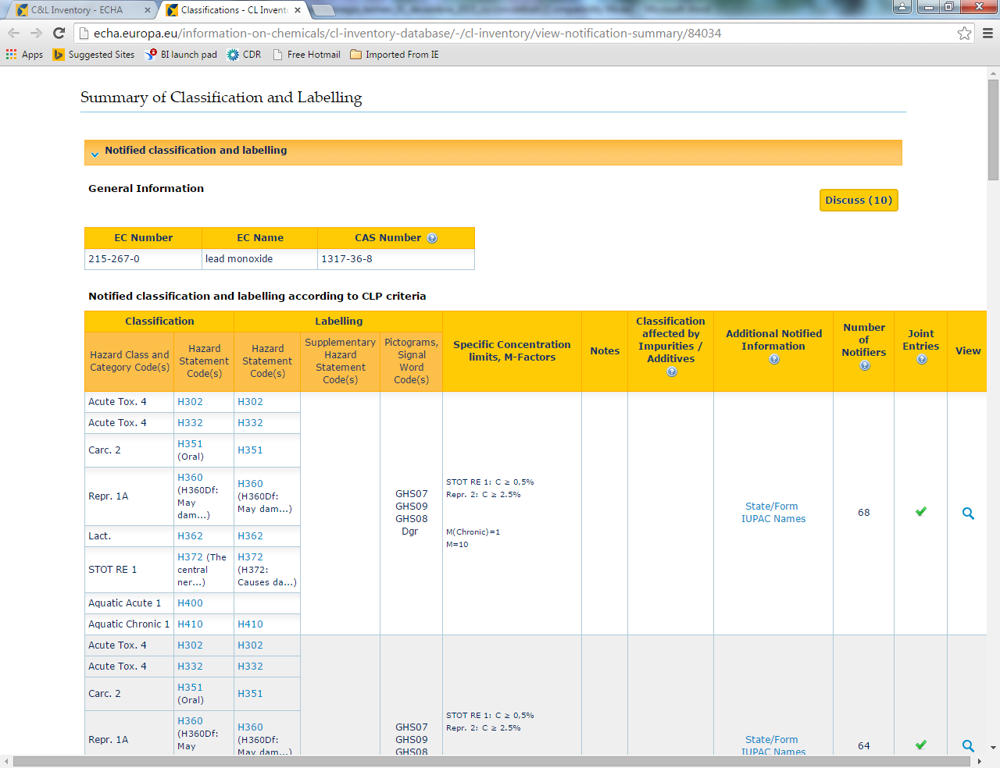 C&L Inventory - ECHA
Classifications - CL Invent
echa.europa.eu/information-on-chemicals/cl-inventory-database/-/cl-inventory/view-notification-summary/84034
Apps Suggested Sites BI launch pad CDR Free Hotmail Imported From IE
Summary of Classification and Labelling
Notified classification and labelling
General Information
Discuss (10)
EC Number EC Name CAS Number
215-267-0 lead monoxide 1317-36-8
Notified classification and labelling according to CLP criteria
Classification Labelling
Hazard Class and Category Code(s)
Hazard Statement Code(s)
Hazard Statement Code(s)
Supplementary Hazard Statement Code(s)
Pictograms, Signal Word Code(s)
Specific Concentration limits, M-Factors
Notes
Classification affected by Impurities / Additives
Additional Notified Information
Number of Notifiers
Joint Entries
View
Acute Tox. 4 H302 H302
Acute Tox. 4 H332 H332
Carc. 2 H351 (Oral) H351
Repr. 1A H360 (H360Df: May dam...) H360 (H360Df: May dam...)
Lact. H362 H362
STOT RE 1 H372 (The central ner...) H372 (H372: Causes da...)
Aquatic Acute 1 H400
Aquatic Chronic 1 H410 H410
GHS07
GHS09
GHS08
Dgr
STOT RE 1: C ≥ 0,5%
Repr. 2: C ≥ 2.5%
M(Chronic)=1
M=10
State/Form
IUPAC Names
68
Acute Tox. 4 H302 H302
Acute Tox. 4 H332 H332
Carc. 2 H351 (Oral) H351
Repr. 1A H360 (H360Df: May H360 (H360Df: May dam...)
GHS07
GHS09
GHS08
STOT RE 1: C ≥ 0,5%
Repr. 2: C ≥ 2.5%
State/Form
IUPAC Names
64